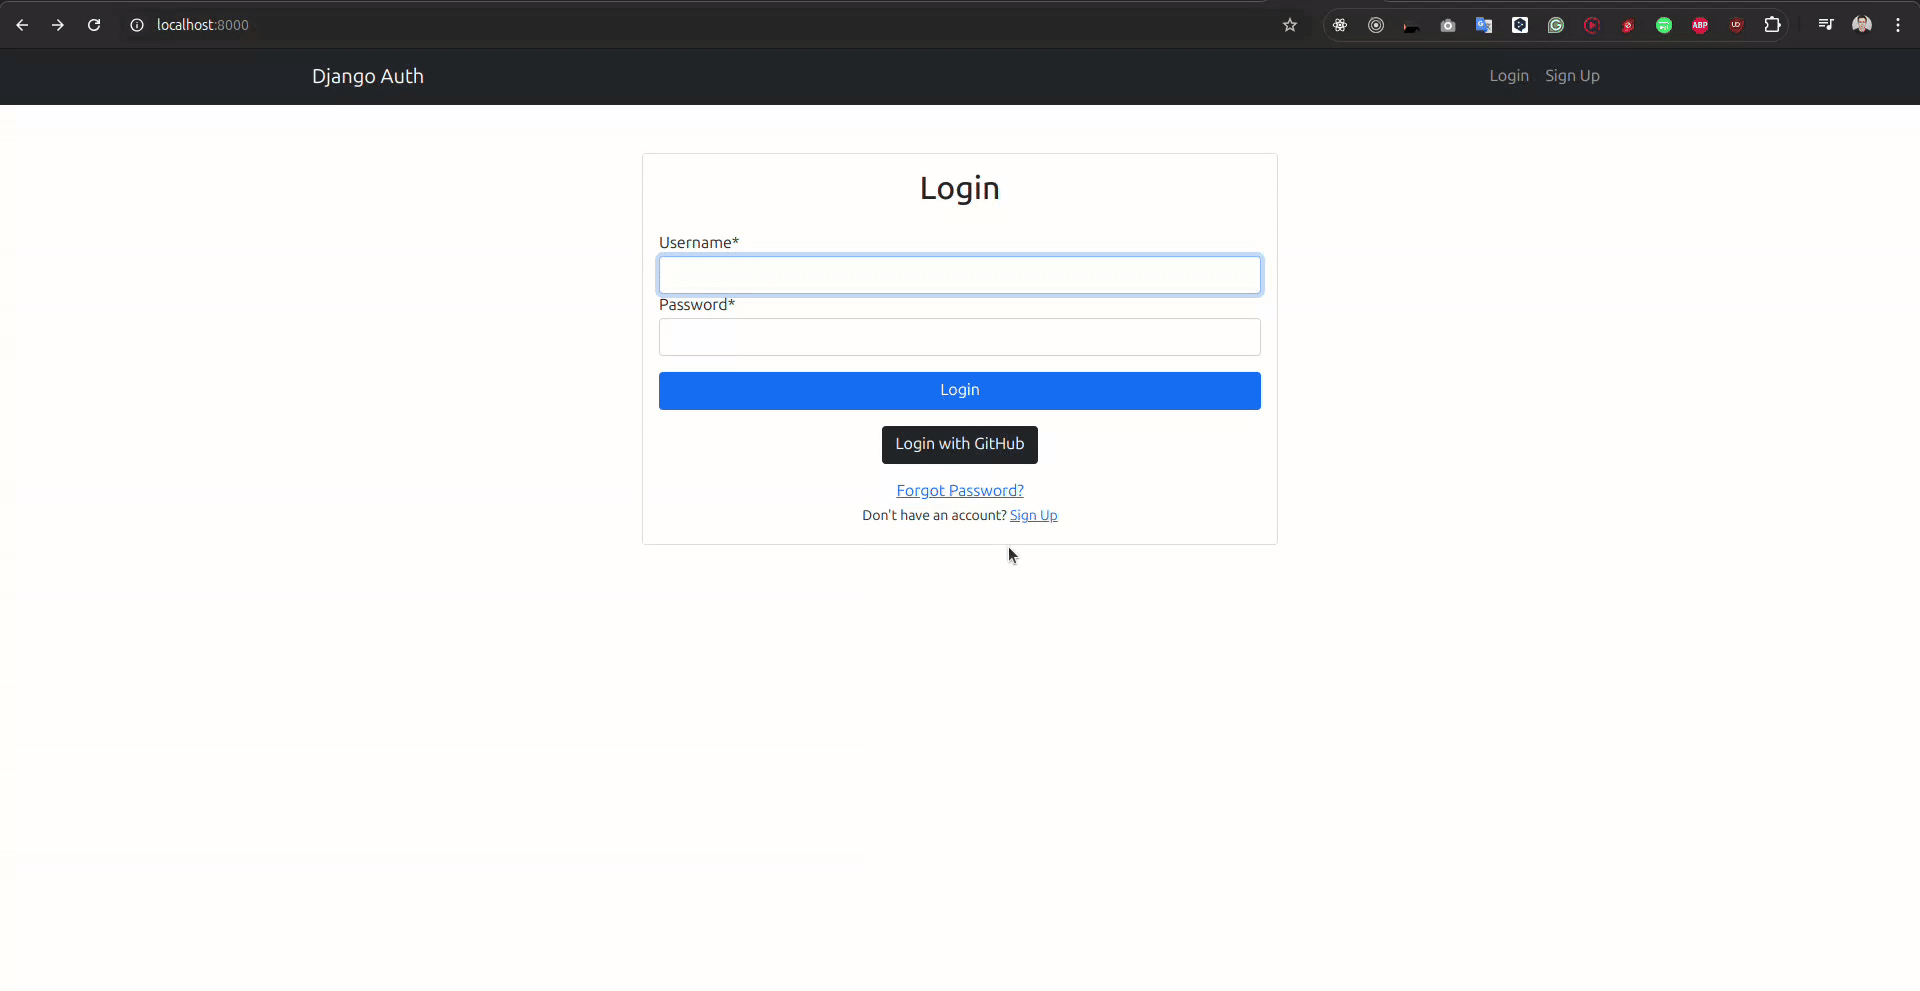 localhost:8000
ABP
Django Auth
Login
Sign Up
Login
Username*
Password*
Login
Login with GitHub
Forgot Password?
Don't have an account? Sign Up